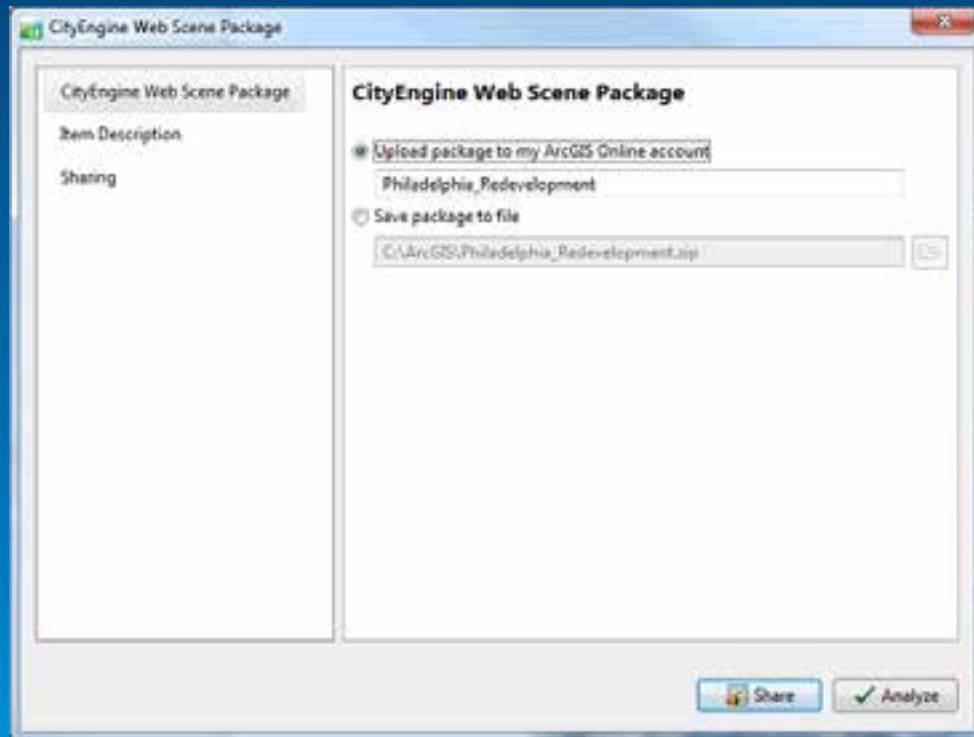 CityEngine Web Scene Package
CityEngine Web Scene Package
Item Description
Sharing
CityEngine Web Scene Package
Upload package to my ArcGIS Online account
Philadelphia_Redevelopment
Save package to file
C:\ArcGIS\Philadelphia_Redevelopment.zip
Share
Analyze